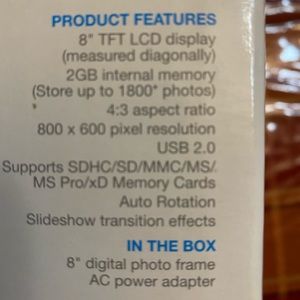 PRODUCT FEATURES
8" TFT LCD display
(measured diagonally)
2GB internal memory
(Store up to 1800* photos)
4:3 aspect ratio
800 x 600 pixel resolution
USB 2.0
Supports SDHC/SD/MMC/MS/
MS Pro/xD Memory Cards
Auto Rotation
Slideshow transition effects
IN THE BOX
8" digital photo frame
AC power adapter